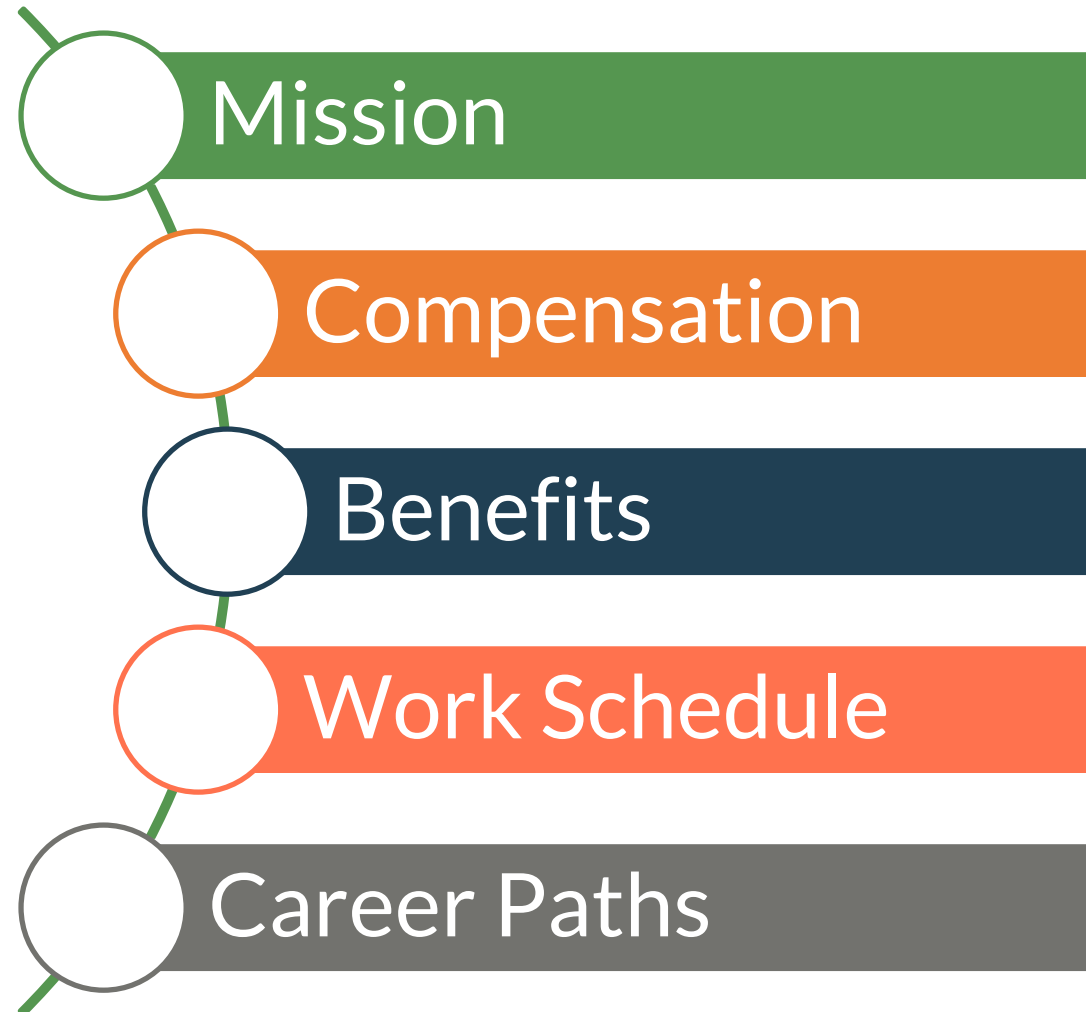 Mission
Compensation
Benefits
Work Schedule
Career Paths